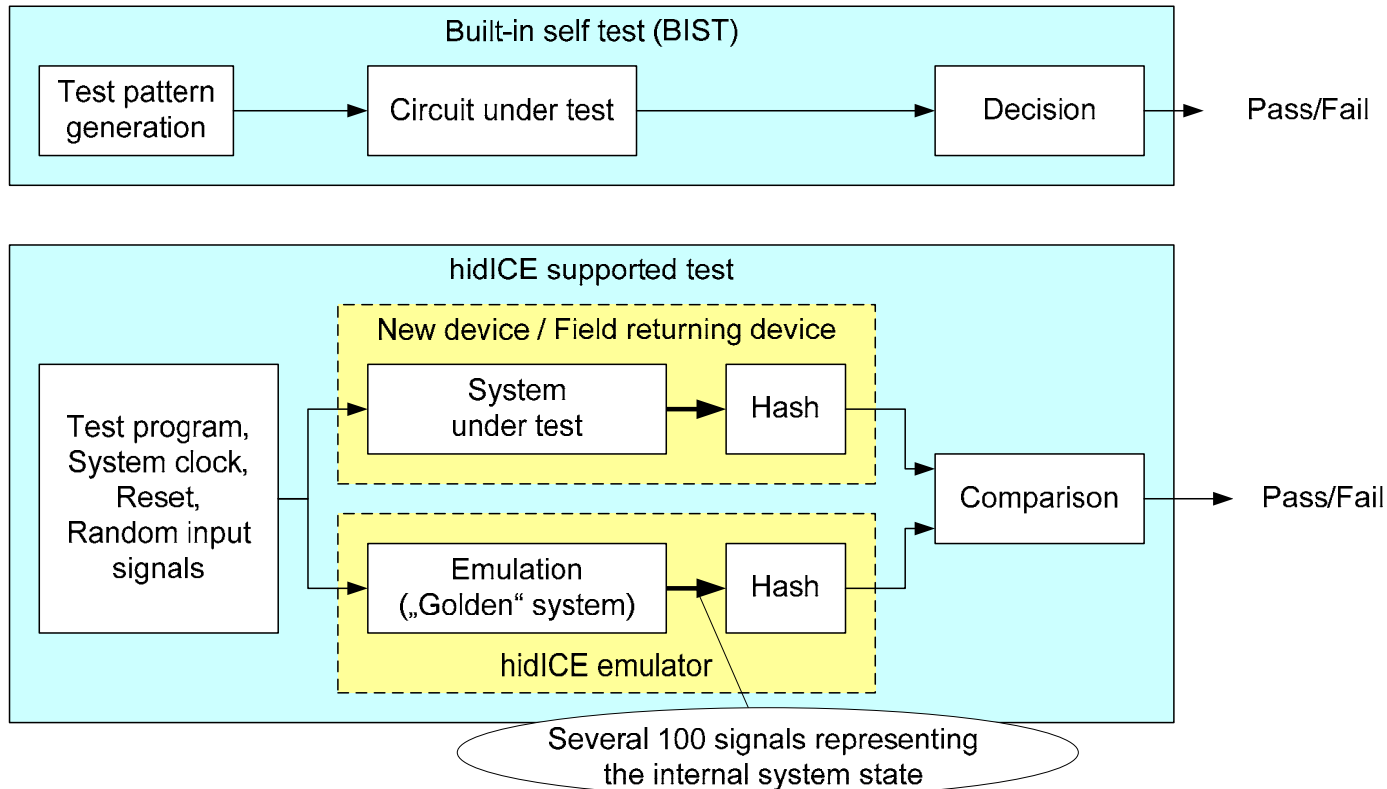 Built-in self test (BIST)
Test pattern
generation
Circuit under test
Decision
Pass/Fail
hidICE supported test
New device / Field returning device
Test program,
System clock,
Reset,
Random input
signals
System
under test
Hash
Comparison
Pass/Fail
Emulation
(„Golden“ system)
Hash
hidICE emulator
Several 100 signals representing
the internal system state